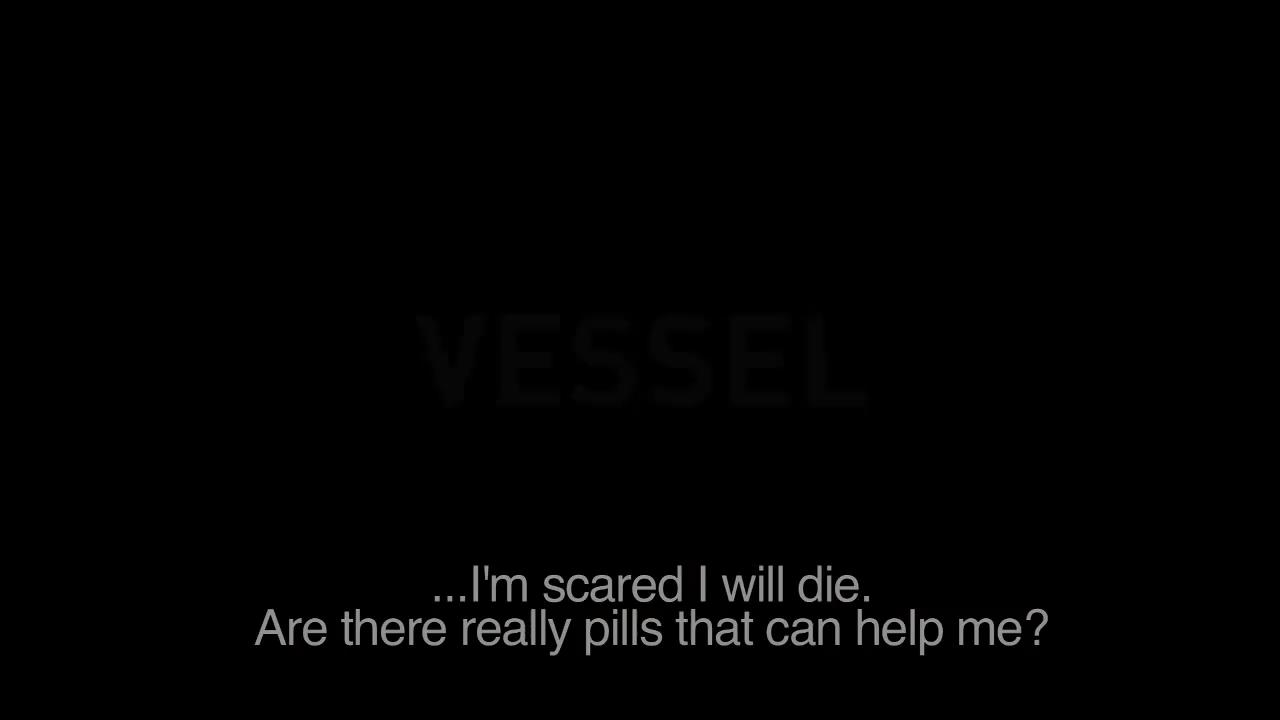 VESSEL
...I'm scared I will die.
Are there really pills that can help me?